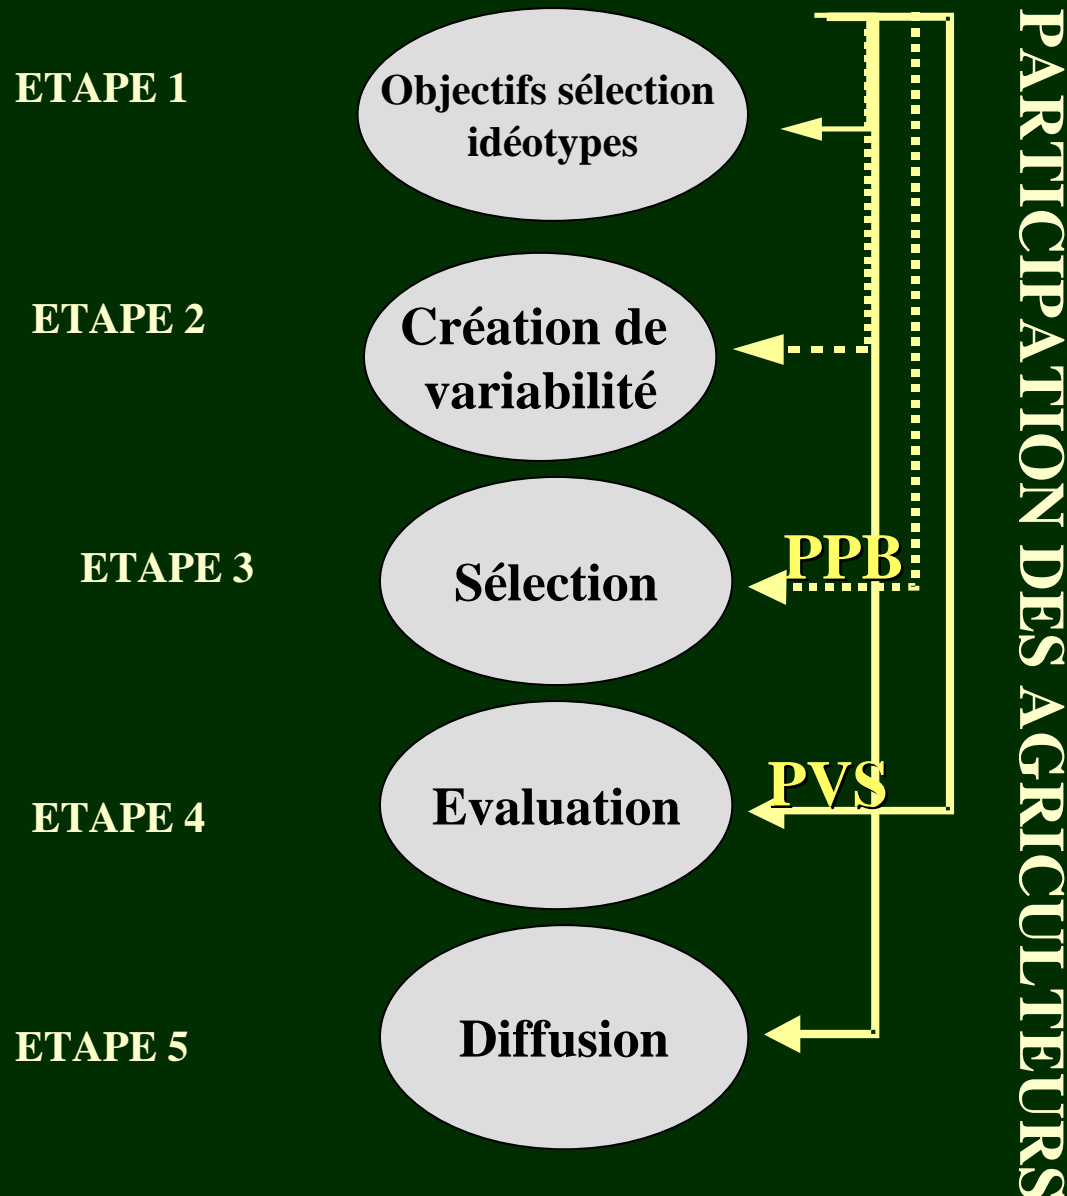 ETAPE 1
Objectifs sélection
idéotypes
ETAPE 2
Création de
variabilité
ETAPE 3
Sélection
PPB
ETAPE 4
Evaluation
PVS
ETAPE 5
Diffusion
PARTICIPATION DES AGRICULTEURS